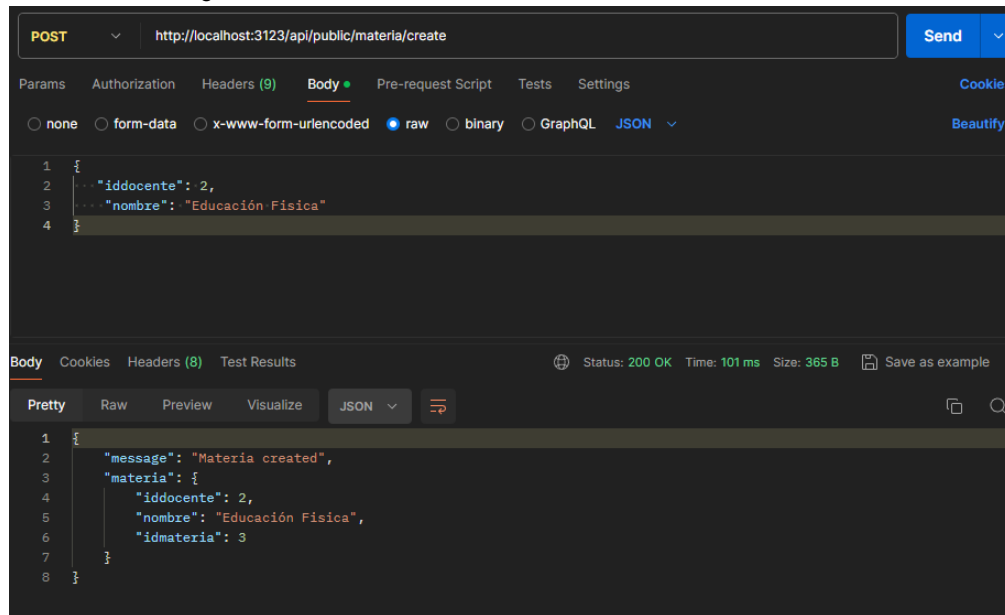 POST http://localhost:3123/api/public/materia/create Send
Params Authorization Headers (9) Body Pre-request Script Tests Settings Cookie
none form-data x-www-form-urlencoded raw binary GraphQL JSON Beautify
1 {
2 "iddocente": 2,
3 "nombre": "Educación Fisica"
4 }
Body Cookies Headers (8) Test Results Status: 200 OK Time: 101 ms Size: 365 B Save as example
Pretty Raw Preview Visualize JSON
1 {
2 "message": "Materia created",
3 "materia": {
4 "iddocente": 2,
5 "nombre": "Educación Fisica",
6 "idmateria": 3
7 }
8 }